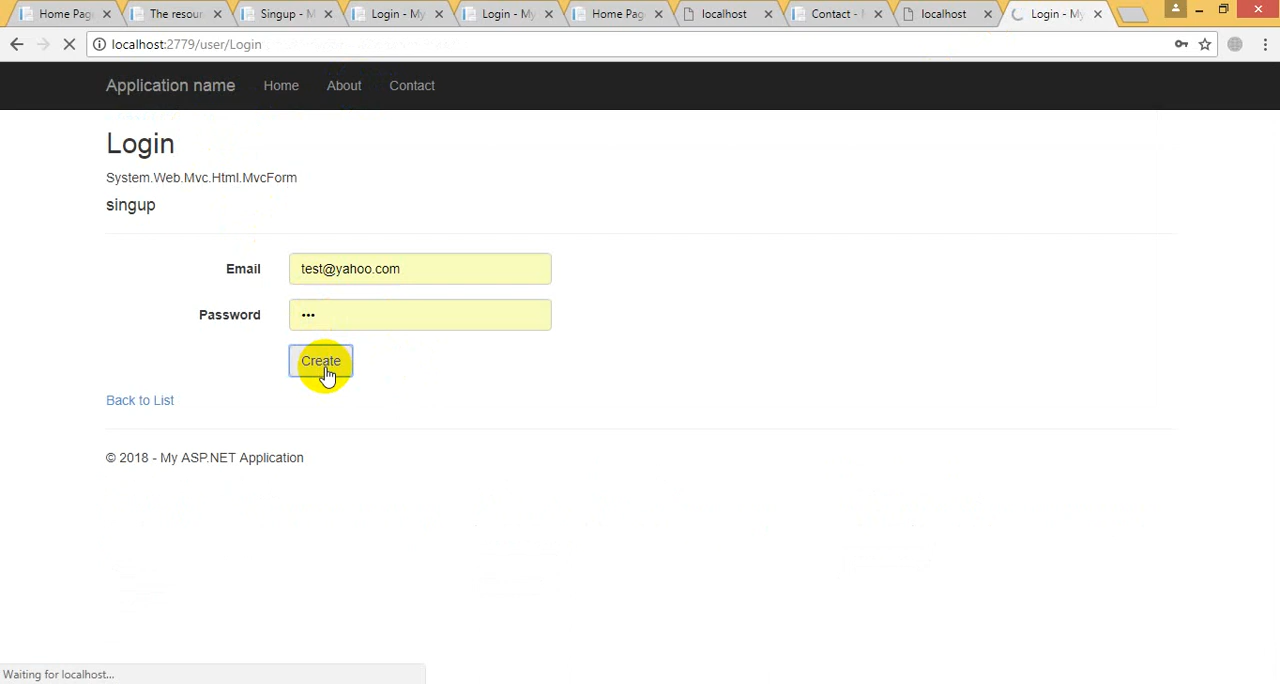 Home Pag
The resour
Singup - M
Login - My
Login - My
Home Pag
localhost
Contact -
localhost
Login - My
localhost:2779/user/Login
Application name Home About Contact
Login
System.Web.Mvc.Html.MvcForm
singup
Email test@yahoo.com
Password •••
Create
Back to List
© 2018 - My ASP.NET Application
Waiting for localhost...